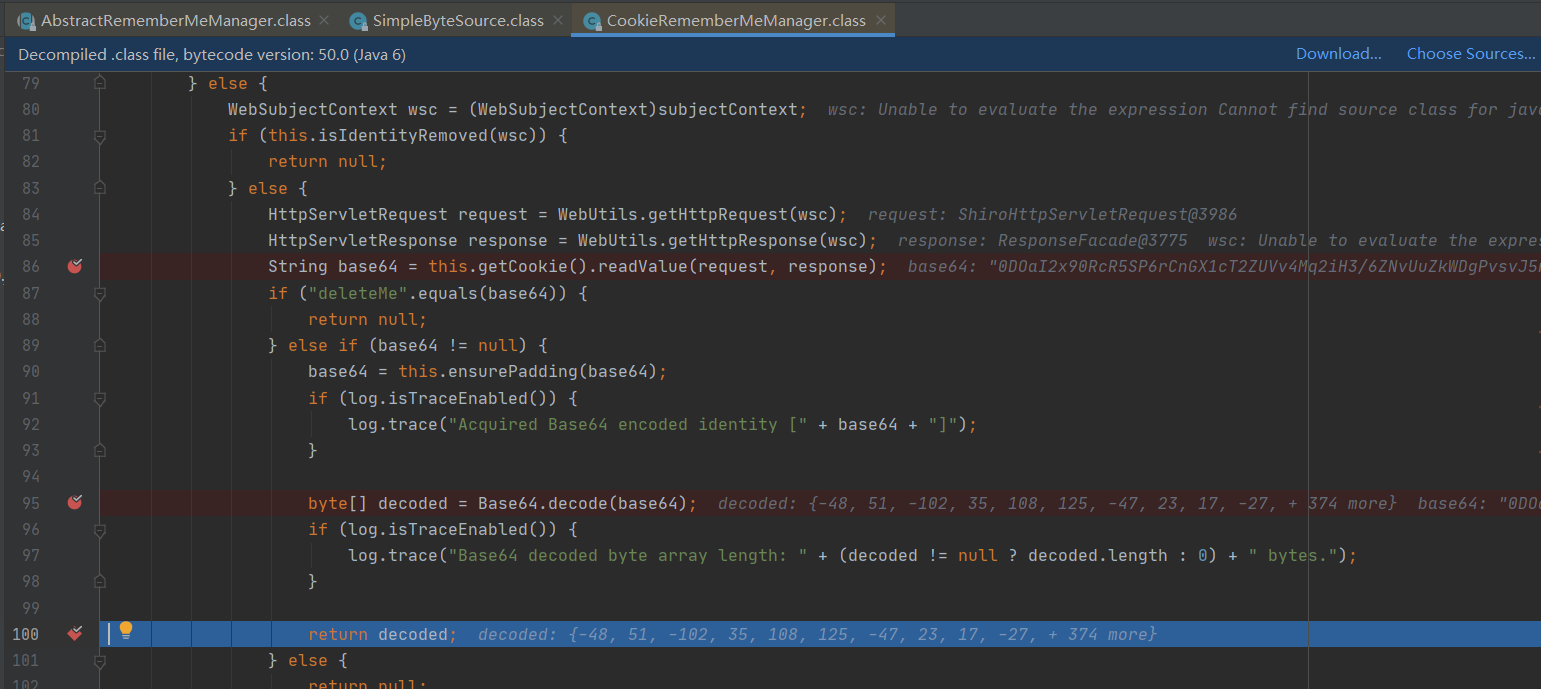 AbstractRememberMeManager.class × SimpleByteSource.class × CookieRememberMeManager.class ×
Decompiled .class file, bytecode version: 50.0 (Java 6) Download... Choose Sources...
79 } else {
80 WebSubjectContext wsc = (WebSubjectContext)subjectContext; wsc: Unable to evaluate the expression Cannot find source class for jav
81 if (this.isIdentityRemoved(wsc)) {
82 return null;
83 } else {
84 HttpServletRequest request = WebUtils.getHttpRequest(wsc); request: ShiroHttpServletRequest@3986
85 HttpServletResponse response = WebUtils.getHttpResponse(wsc); response: ResponseFacade@3775 wsc: Unable to evaluate the expres
86 String base64 = this.getCookie().readValue(request, response); base64: "0DOaI2x90RcR5SP6rCnGX1cT2ZUVv4Mq2iH3/6ZNvUuZkWDgPvsvJ5
87 if ("deleteMe".equals(base64)) {
88 return null;
89 } else if (base64 != null) {
90 base64 = this.ensurePadding(base64);
91 if (log.isTraceEnabled()) {
92 log.trace("Acquired Base64 encoded identity [" + base64 + "]");
93 }
94
95 byte[] decoded = Base64.decode(base64); decoded: {-48, 51, -102, 35, 108, 125, -47, 23, 17, -27, + 374 more} base64: "0DO
96 if (log.isTraceEnabled()) {
97 log.trace("Base64 decoded byte array length: " + (decoded != null ? decoded.length : 0) + " bytes.");
98 }
99
100 return decoded; decoded: {-48, 51, -102, 35, 108, 125, -47, 23, 17, -27, + 374 more}
101 } else {
102 return null;